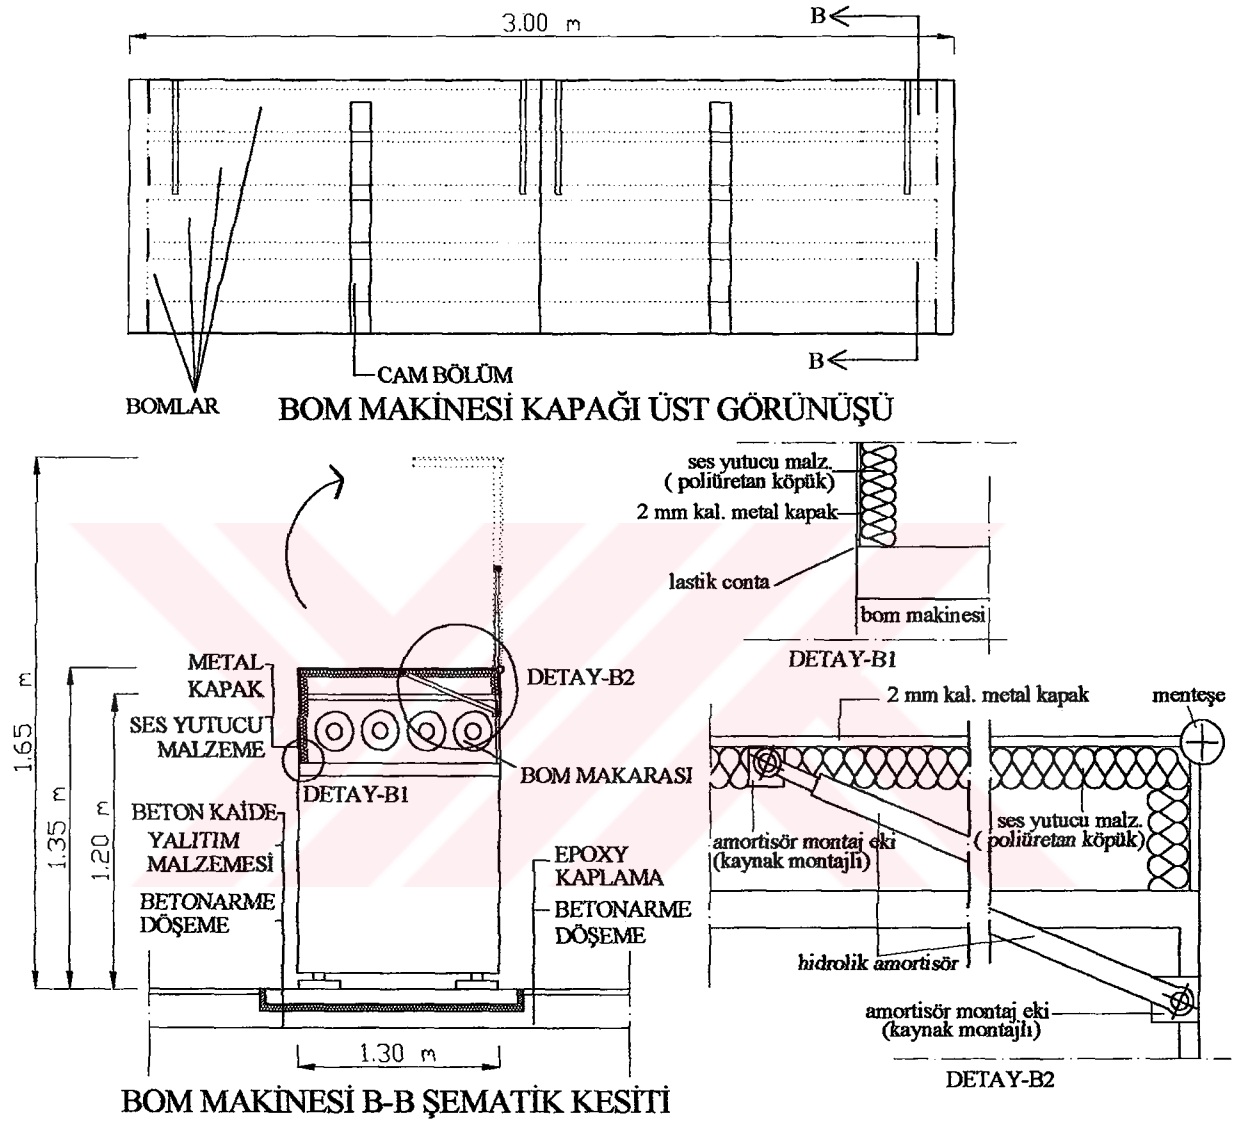 3.00 m
B
B
BOMLAR
CAM BÖLÜM
BOM MAKİNESİ KAPAĞI ÜST GÖRÜNÜŞÜ
1.65 m
1.35 m
1.20 m
METAL
KAPAK
SES YUTUCU
MALZEME
DETAY-B2
BOM MAKARASI
DETAY-B1
BETON KAİDE
YALITIM
MALZEMESİ
BETONARME
DÖŞEME
EPOXY
KAPLAMA
BETONARME
DÖŞEME
1.30 m
BOM MAKİNESİ B-B ŞEMATİK KESİTİ
ses yutucu malz.
( poliüretan köpük)
2 mm kal. metal kapak
lastik conta
bom makinesi
DETAY-B1
2 mm kal. metal kapak
menteşe
amortisör montaj eki
(kaynak montajlı)
ses yutucu malz.
( poliüretan köpük)
hidrolik amortisör
amortisör montaj eki
(kaynak montajlı)
DETAY-B2